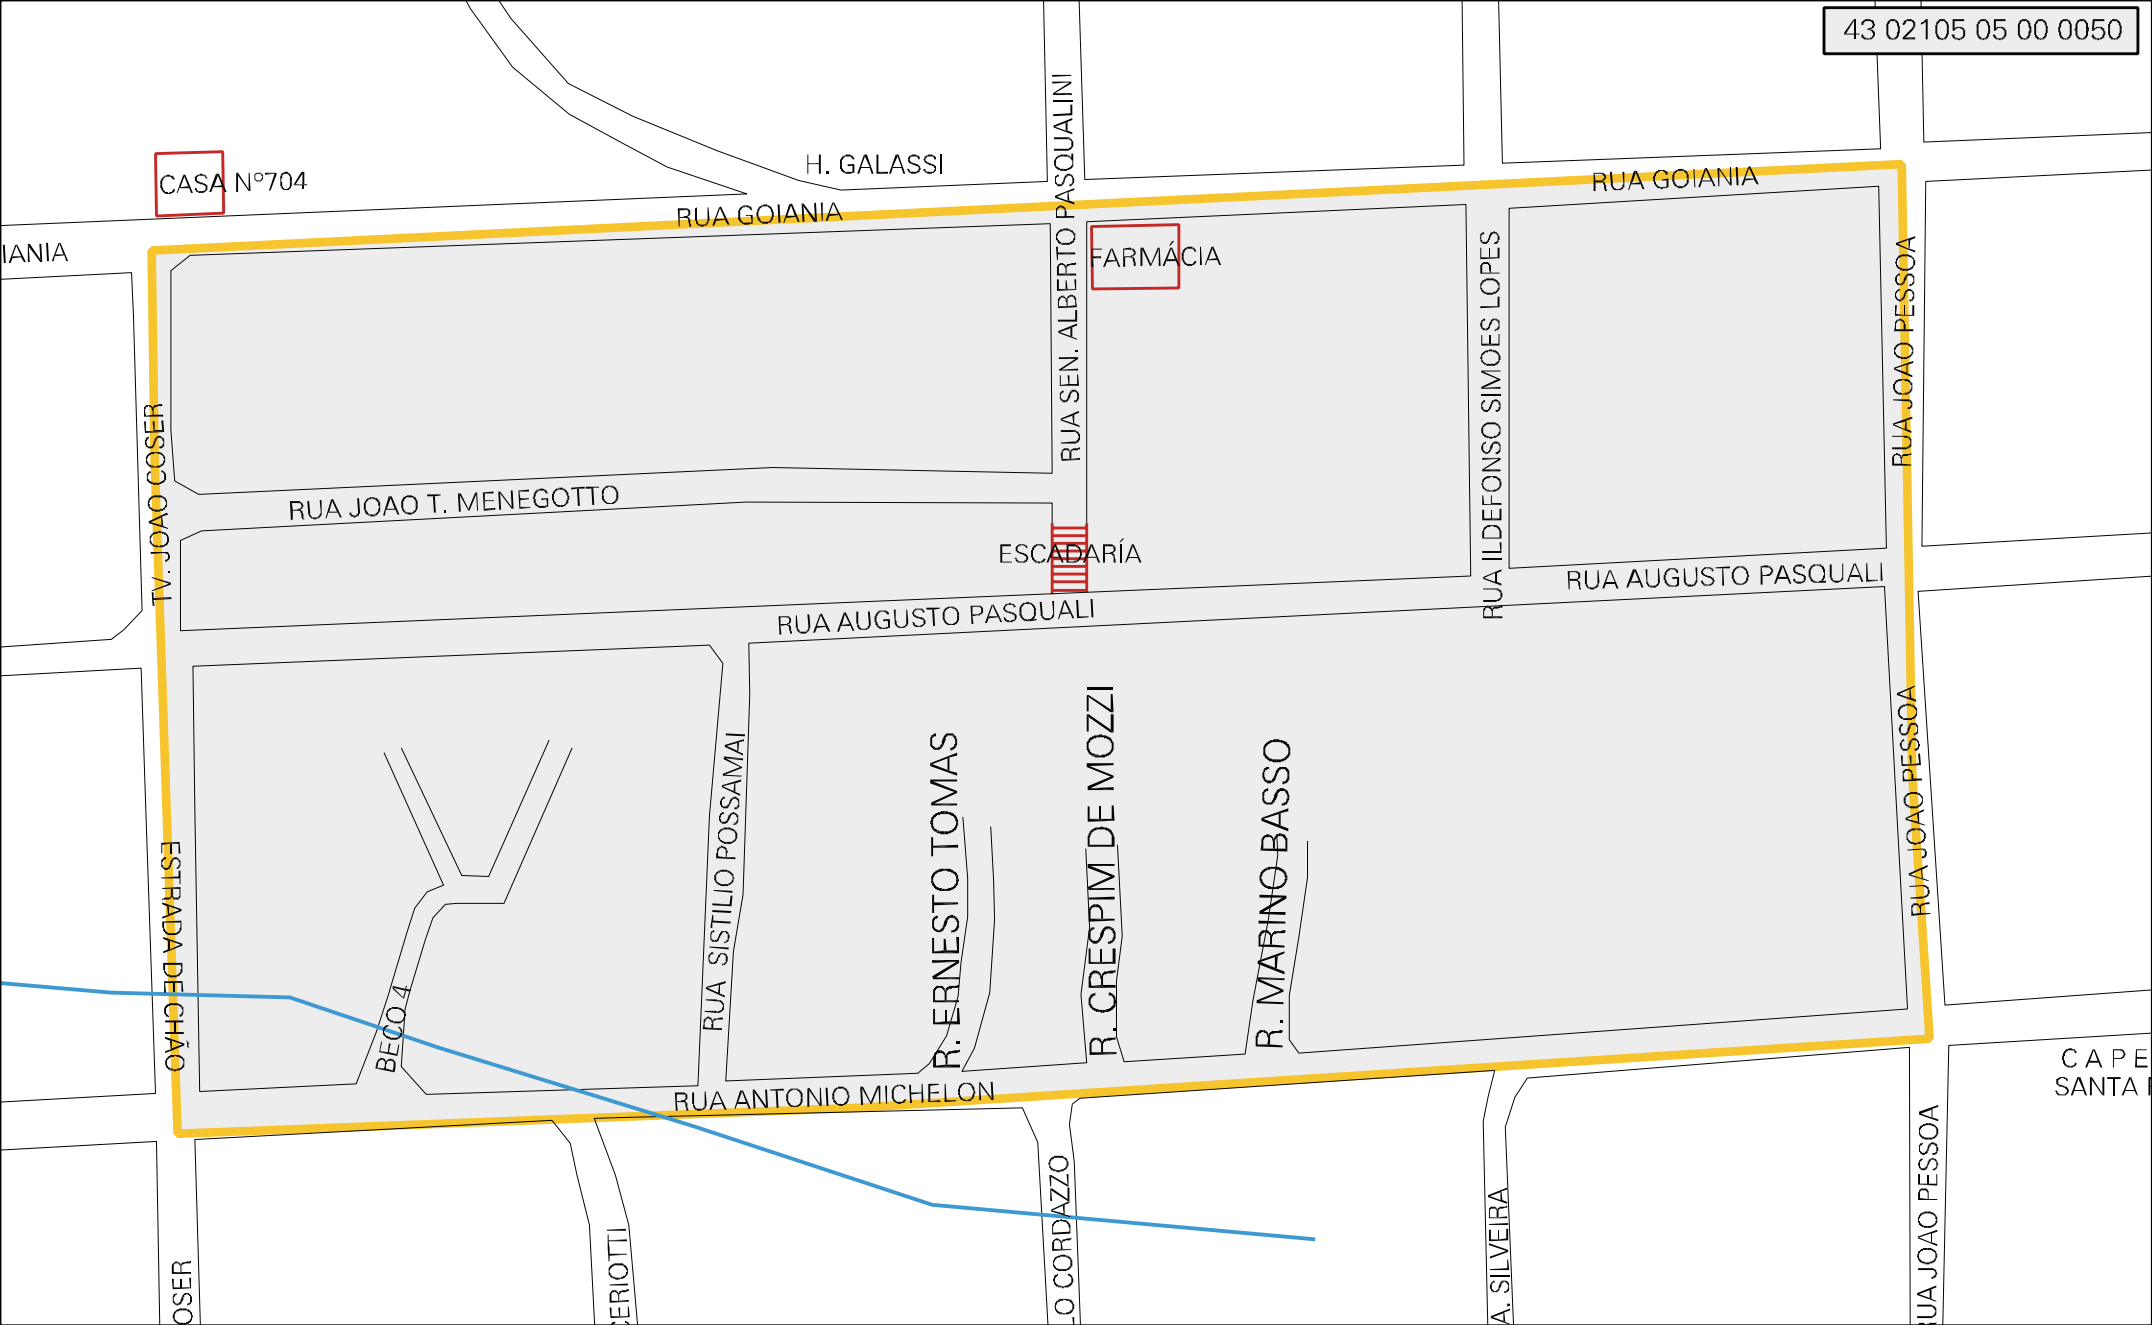 43 02105 05 00 0050
H. GALASSI
CASA Nº704
RUA GOIANIA
RUA GOIANIA
IANIA
RUA SEN. ALBERTO PASQUALINI
FARMÁCIA
RUA ILDEFONSO SIMOES LOPES
RUA JOAO PESSOA
TV. JOAO COSER
RUA JOAO T. MENEGOTTO
ESCADARÍA
RUA AUGUSTO PASQUALI
RUA AUGUSTO PASQUALI
RUA SISTILIO POSSAMAI
R. ERNESTO TOMAS
R. CRESPIM DE MOZZI
R. MARINO BASSO
RUA JOAO PESSOA
ESTRADA DE CHÃO
BECO 4
RUA ANTONIO MICHELON
CAPE
SANTA
OSER
CERIOTTI
LO CORDAZZO
A. SILVEIRA
RUA JOAO PESSOA